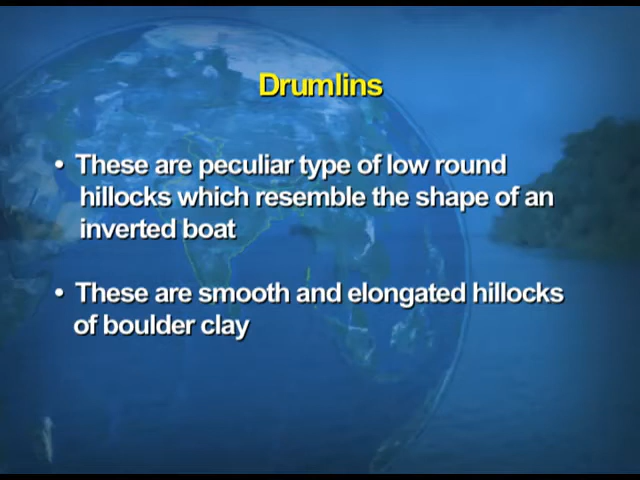 Drumlins
• These are peculiar type of low round
hillocks which resemble the shape of an
inverted boat
• These are smooth and elongated hillocks
of boulder clay